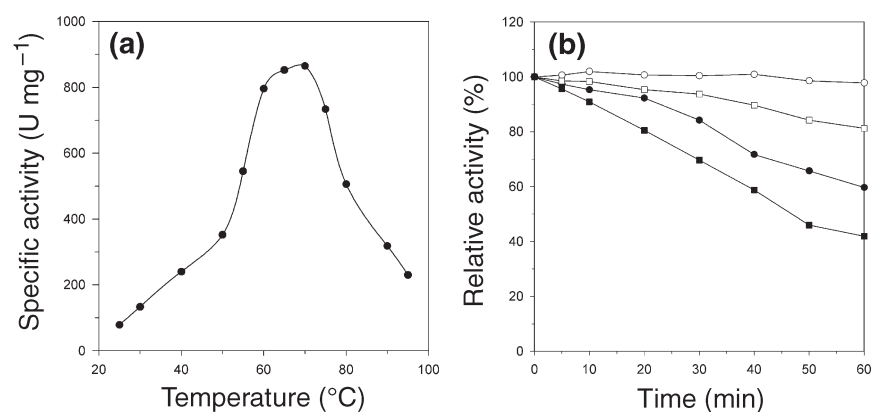 (a)
Specific activity (U mg⁻¹)
1000
800
600
400
200
0
20 40 60 80 100
Temperature (°C)
(b)
Relative activity (%)
120
100
80
60
40
20
0
0 10 20 30 40 50 60
Time (min)